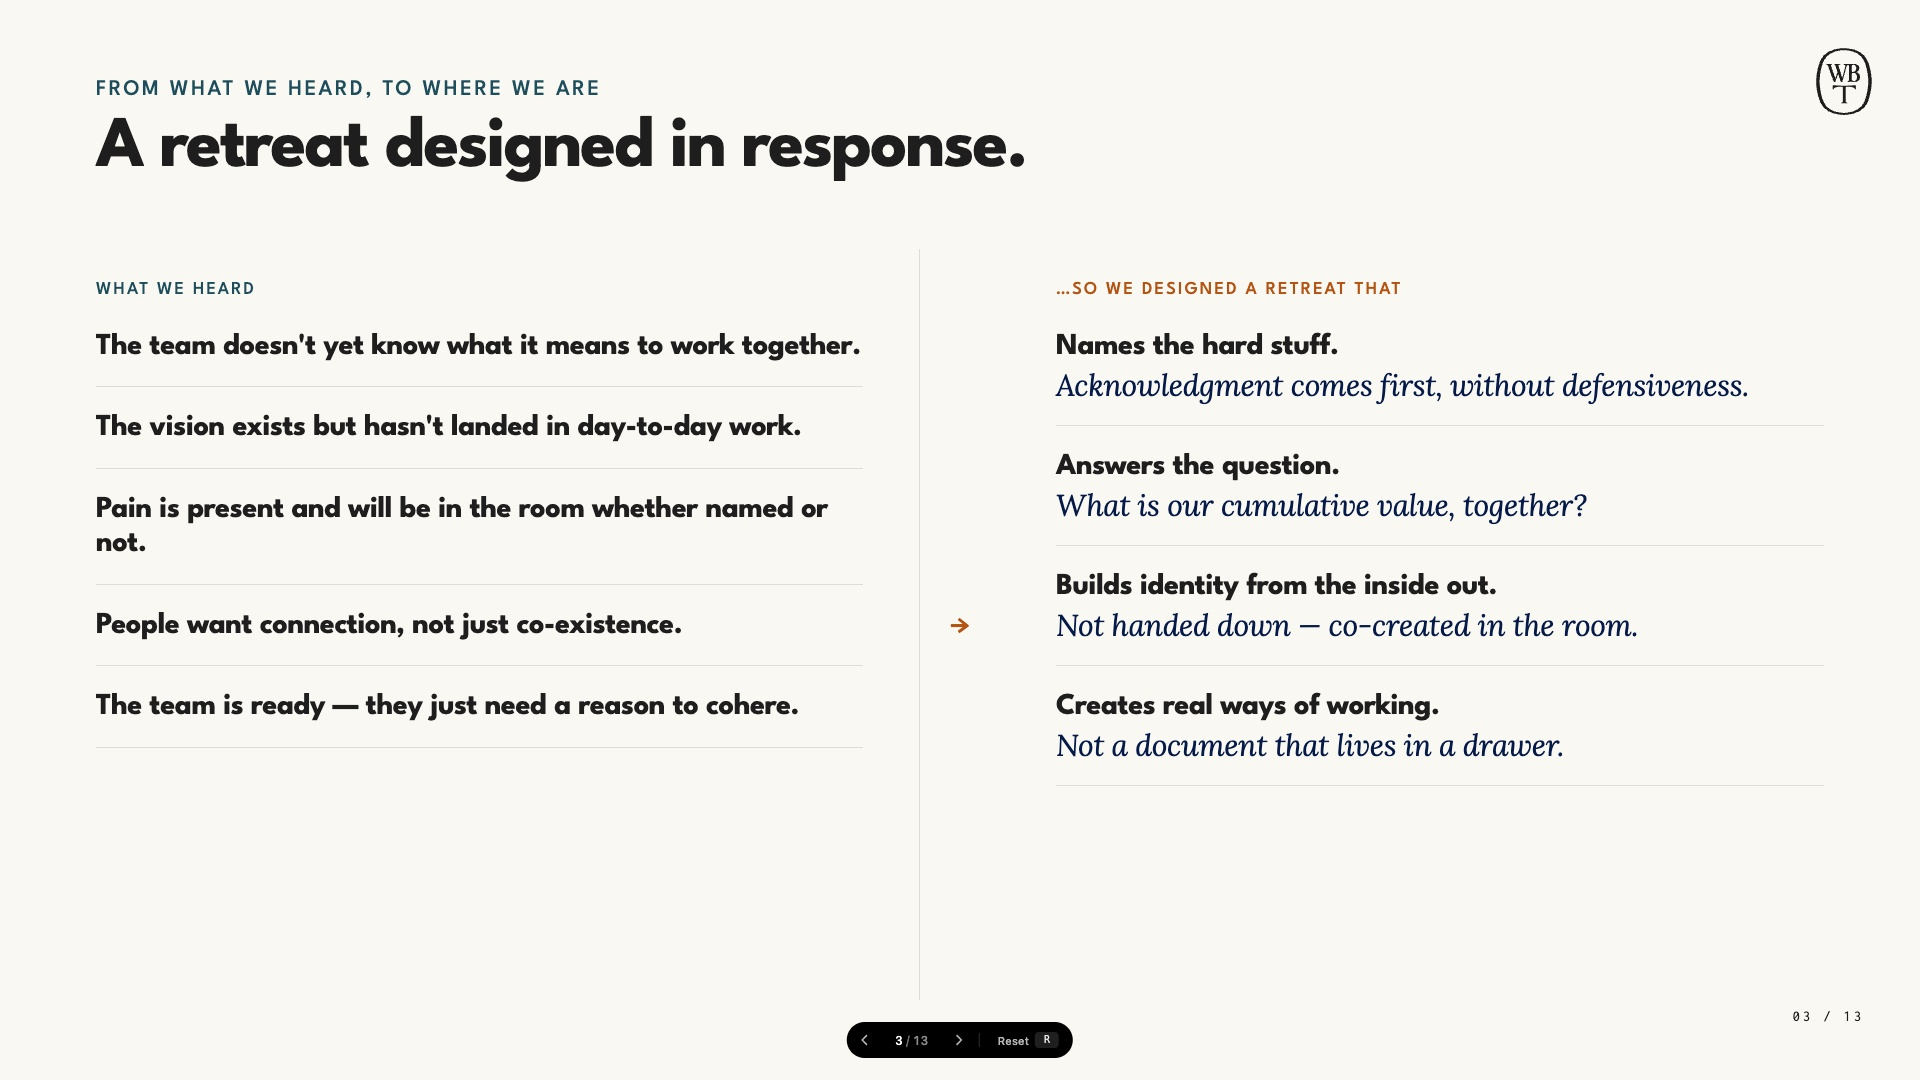 FROM WHAT WE HEARD, TO WHERE WE ARE
A retreat designed in response.
WB
T
WHAT WE HEARD
The team doesn't yet know what it means to work together.
The vision exists but hasn't landed in day-to-day work.
Pain is present and will be in the room whether named or
not.
People want connection, not just co-existence.
The team is ready — they just need a reason to cohere.
→
...SO WE DESIGNED A RETREAT THAT
Names the hard stuff.
Acknowledgment comes first, without defensiveness.
Answers the question.
What is our cumulative value, together?
Builds identity from the inside out.
Not handed down — co-created in the room.
Creates real ways of working.
Not a document that lives in a drawer.
03 / 13
3 / 13
Reset R